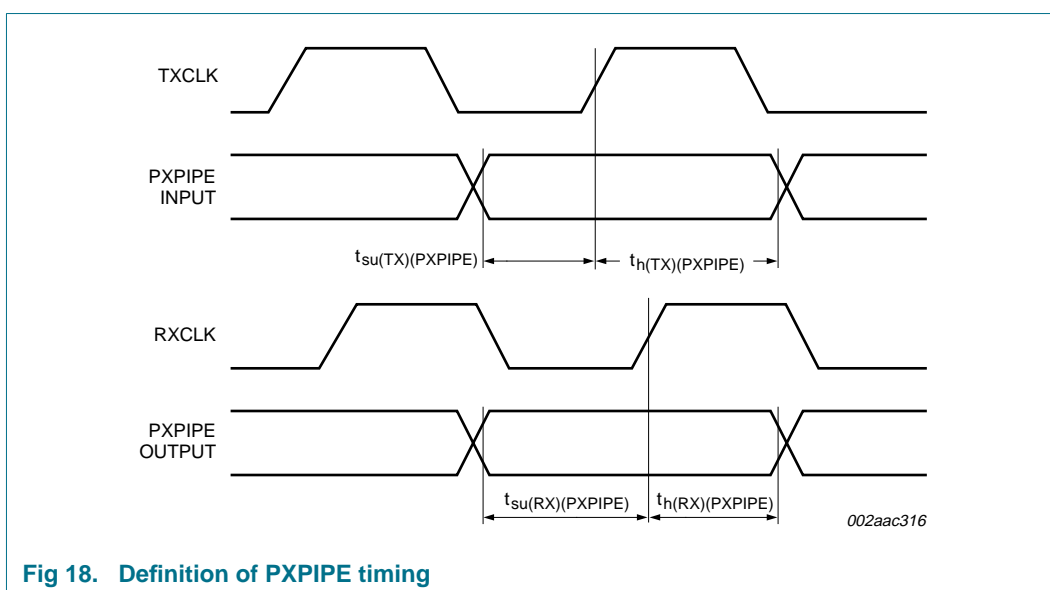 TXCLK
PXPIPE
INPUT
tsu(TX)(PXPIPE)
th(TX)(PXPIPE)
RXCLK
PXPIPE
OUTPUT
tsu(RX)(PXPIPE)
th(RX)(PXPIPE)
002aac316
Fig 18. Definition of PXPIPE timing